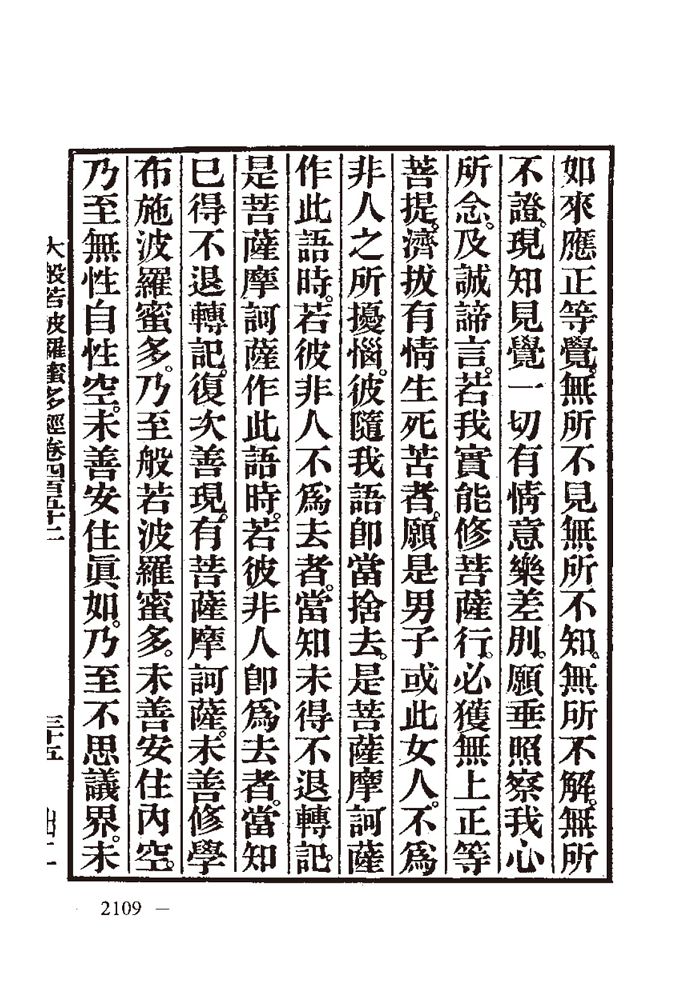 如來應正等覺。無所不見無所不知。無所不解。無所
不證。現知見覺一切有情意樂差別。願垂照察我心
所念。及誠諦言。若我實能修菩薩行。必獲無上正等
菩提。濟拔有情生死苦者。願是男子或此女人。不爲
非人之所擾惱。彼隨我語卽當捨去。是菩薩摩訶薩
作此語時。若彼非人不爲去者。當知未得不退轉記。
是菩薩摩訶薩作此語時。若彼非人卽爲去者。當知
已得不退轉記。復次善現。有菩薩摩訶薩。未善修學
布施波羅蜜多。乃至般若波羅蜜多。未善安住內空。
乃至無性自性空。未善安住眞如。乃至不思議界。未
大般若波羅蜜多經卷四百五十二
三十五
2109 —